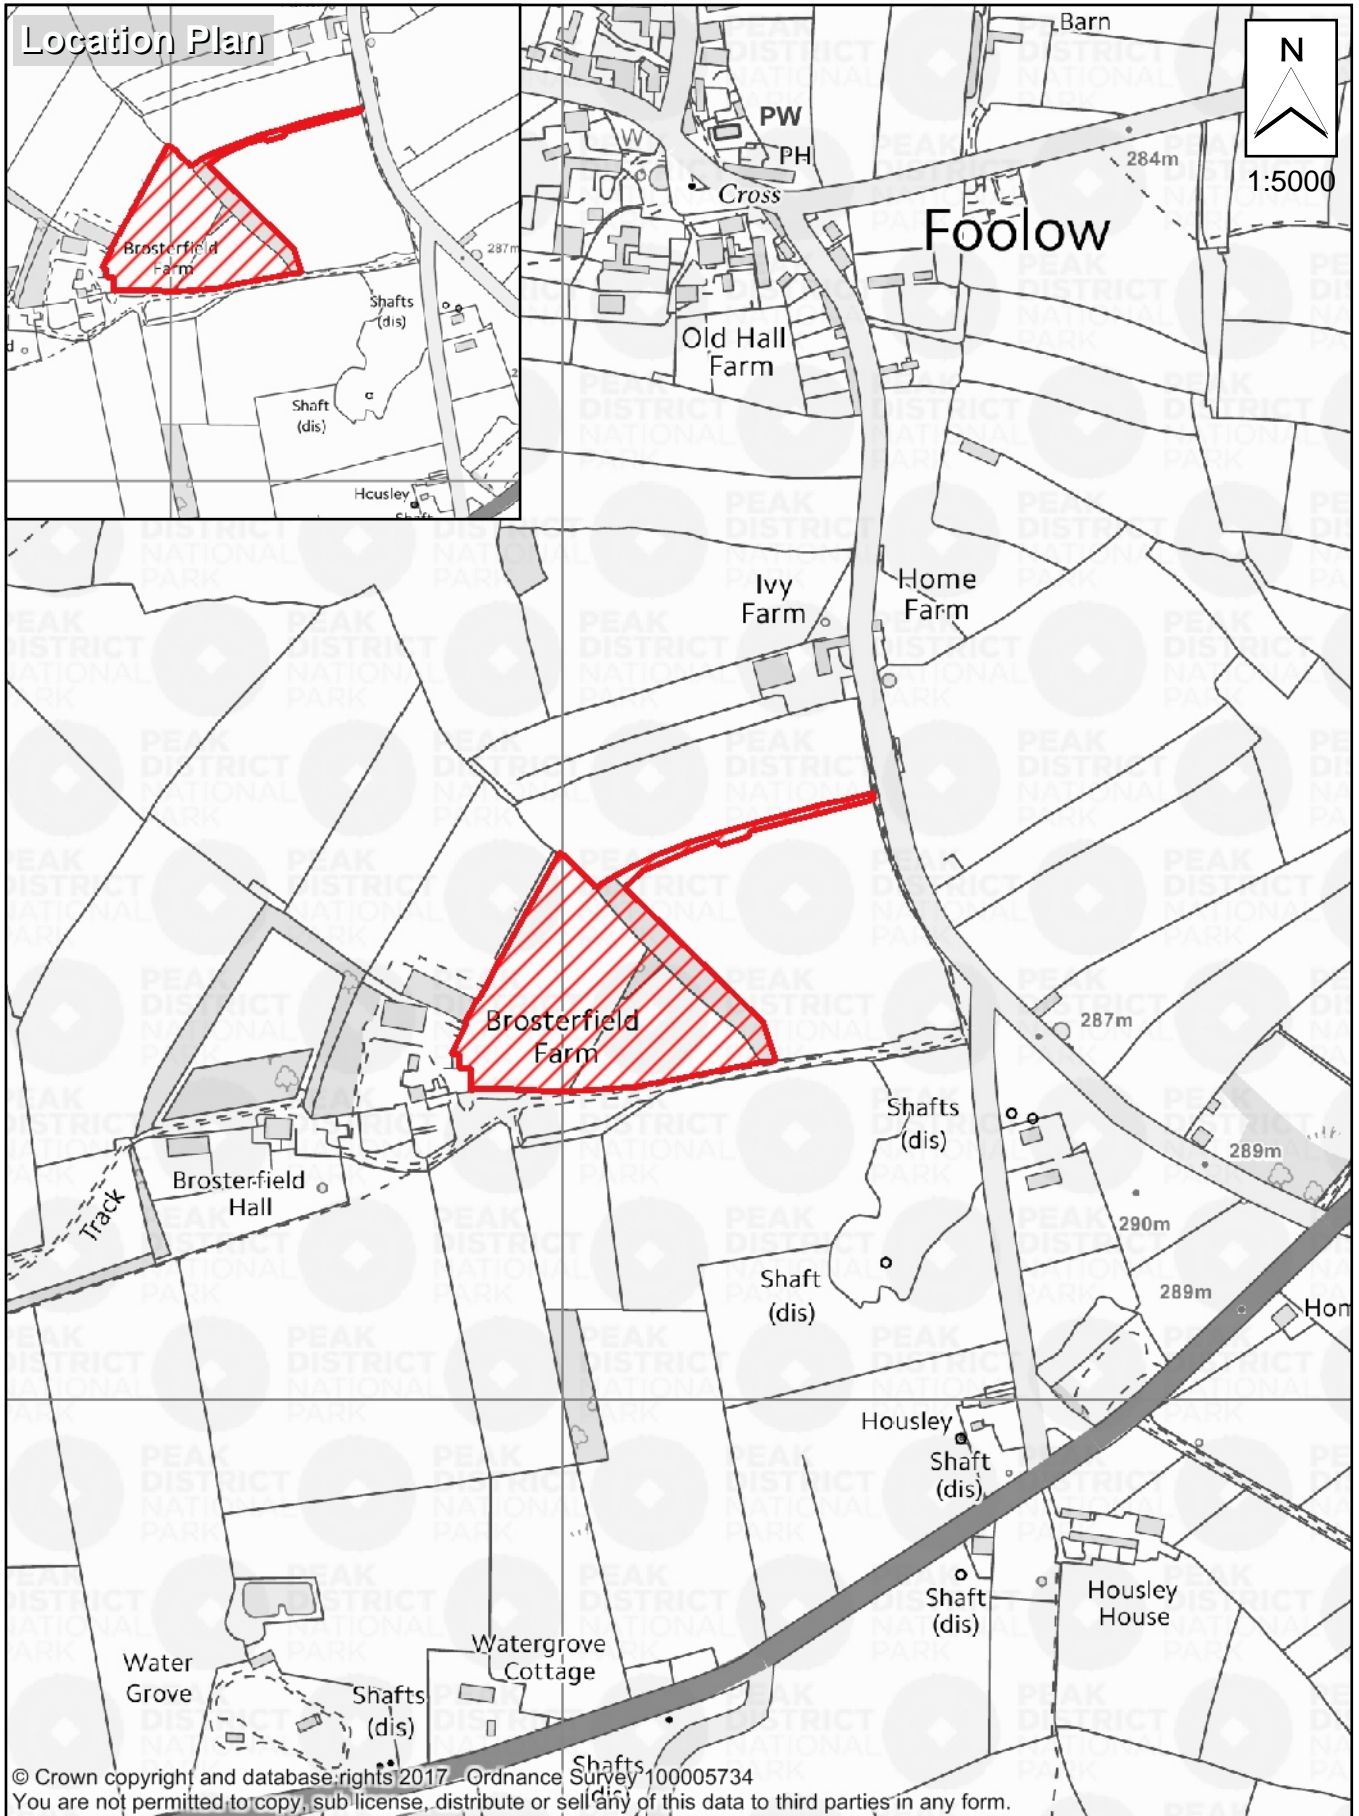 Location Plan
Brosterfield
Farm
287m
Shafts
(dis)
Shaft
(dis)
Housley
Barn
N
1:5000
PW
PH
W
Cross
284m
Foolow
Old Hall
Farm
Ivy
Farm
Home
Farm
Brosterfield
Farm
287m
Shafts
(dis)
289m
Brosterfield
Hall
Track
290m
Shaft
(dis)
289m
Hom
Housley
Shaft
(dis)
Shaft
(dis)
Housley
House
Watergrove
Cottage
Water
Grove
Shafts
(dis)
Shafts
(dis)
© Crown copyright and database rights 2017. Ordnance Survey 100005734
You are not permitted to copy, sub license, distribute or sell any of this data to third parties in any form.
PEAK
DISTRICT
NATIONAL
PARK